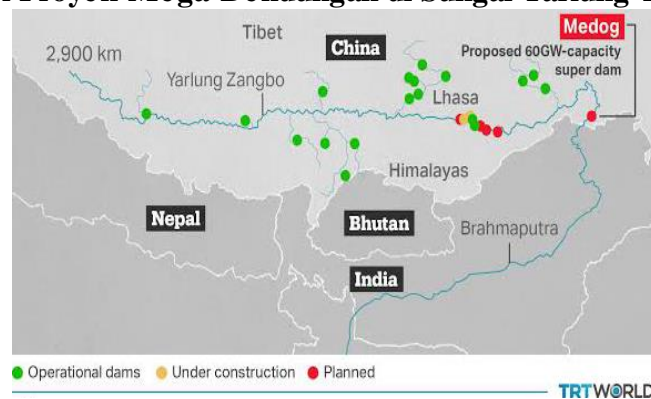 Proyek Mega Bendungan di Sungai Yarlung
Medog
Tibet
China
Proposed 60GW-capacity
super dam
2,900 km
Yarlung Zangbo
Lhasa
Himalayas
Nepal
Bhutan
Brahmaputra
India
Operational dams
Under construction
Planned
TRTWORLD